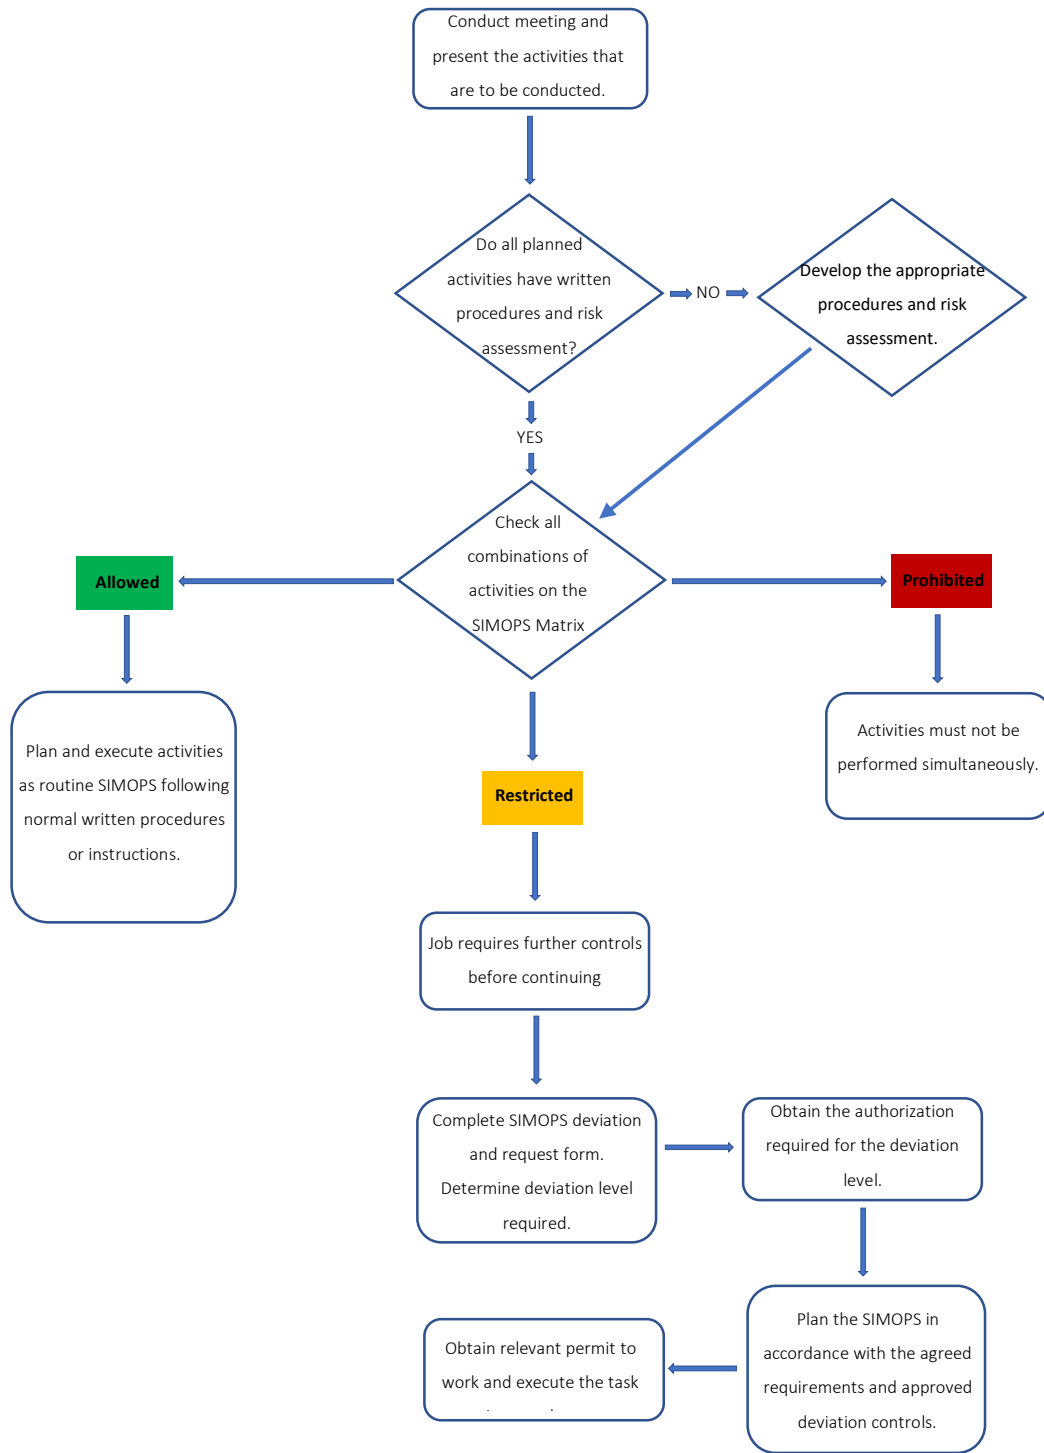 Conduct meeting and
present the activities that
are to be conducted.
Do all planned
activities have written
procedures and risk
assessment?
NO
Develop the appropriate
procedures and risk
assessment.
YES
Check all
combinations of
activities on the
SIMOPS Matrix
Allowed
Prohibited
Plan and execute activities
as routine SIMOPS following
normal written procedures
or instructions.
Activities must not be
performed simultaneously.
Restricted
Job requires further controls
before continuing
Complete SIMOPS deviation
and request form.
Determine deviation level
required.
Obtain the authorization
required for the deviation
level.
Plan the SIMOPS in
accordance with the agreed
requirements and approved
deviation controls.
Obtain relevant permit to
work and execute the task